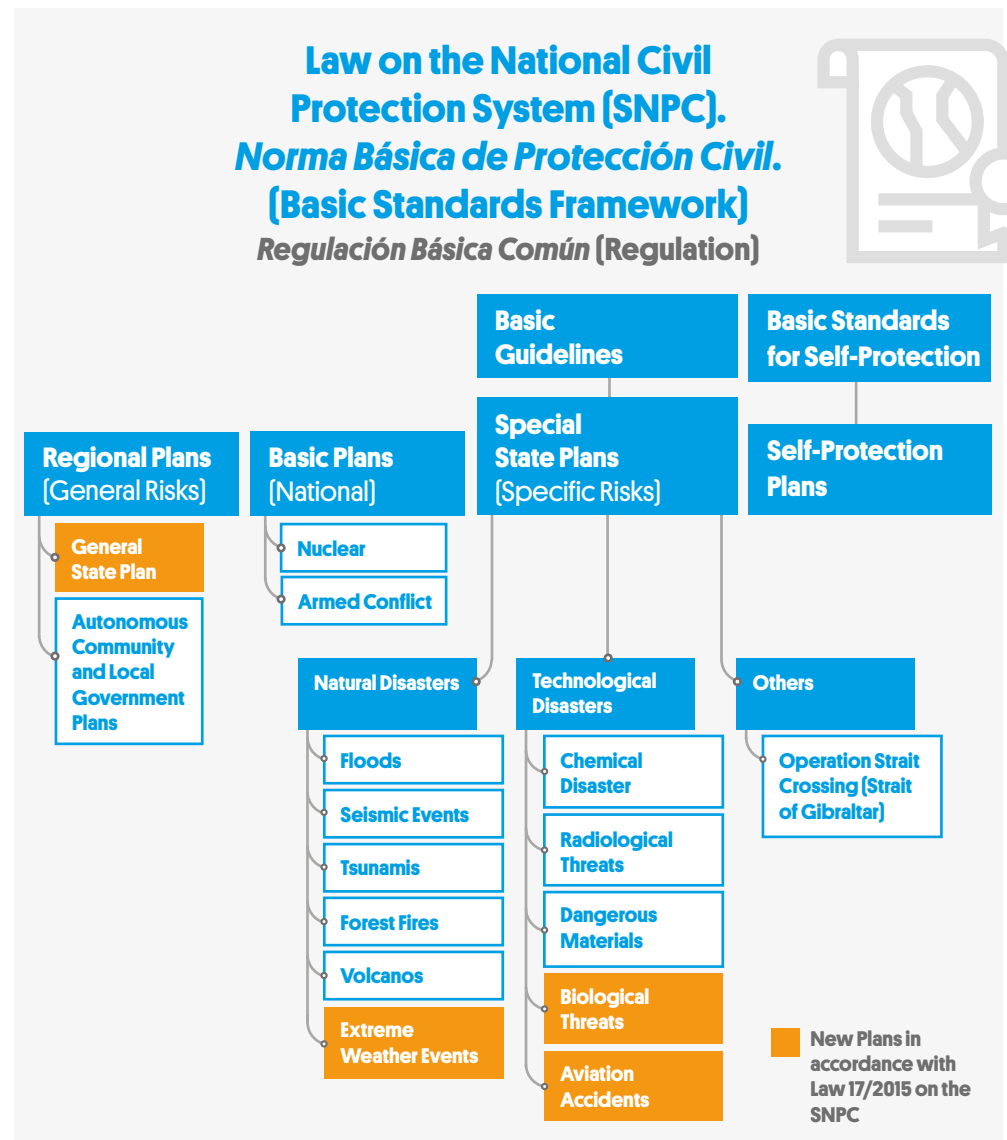 Law on the National Civil
Protection System (SNPC).
Norma Básica de Protección Civil.
(Basic Standards Framework)
Regulación Básica Común (Regulation)
Basic
Guidelines
Basic Standards
for Self-Protection
Regional Plans
(General Risks)
Basic Plans
(National)
Special
State Plans
(Specific Risks)
Self-Protection
Plans
General
State Plan
Autonomous
Community
and Local
Government
Plans
Nuclear
Armed Conflict
Natural Disasters
Floods
Seismic Events
Tsunamis
Forest Fires
Volcanos
Extreme
Weather Events
Technological
Disasters
Chemical
Disaster
Radiological
Threats
Dangerous
Materials
Biological
Threats
Aviation
Accidents
Others
Operation Strait
Crossing (Strait
of Gibraltar)
New Plans in
accordance with
Law 17/2015 on the
SNPC